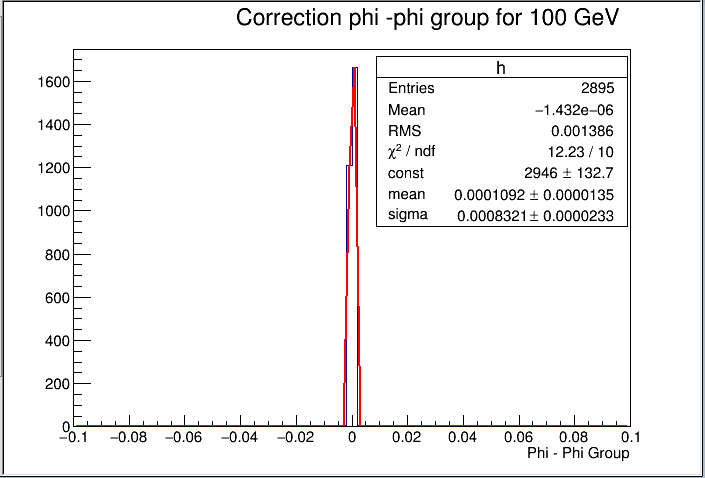 Correction phi -phi group for 100 GeV
h
Entries 2895
Mean −1.432e−06
RMS 0.001386
χ² / ndf 12.23 / 10
const 2946 ± 132.7
mean 0.0001092 ± 0.0000135
sigma 0.0008321 ± 0.0000233
1600
1400
1200
1000
800
600
400
200
0
−0.1 −0.08 −0.06 −0.04 −0.02 0 0.02 0.04 0.06 0.08 0.1
Phi - Phi Group